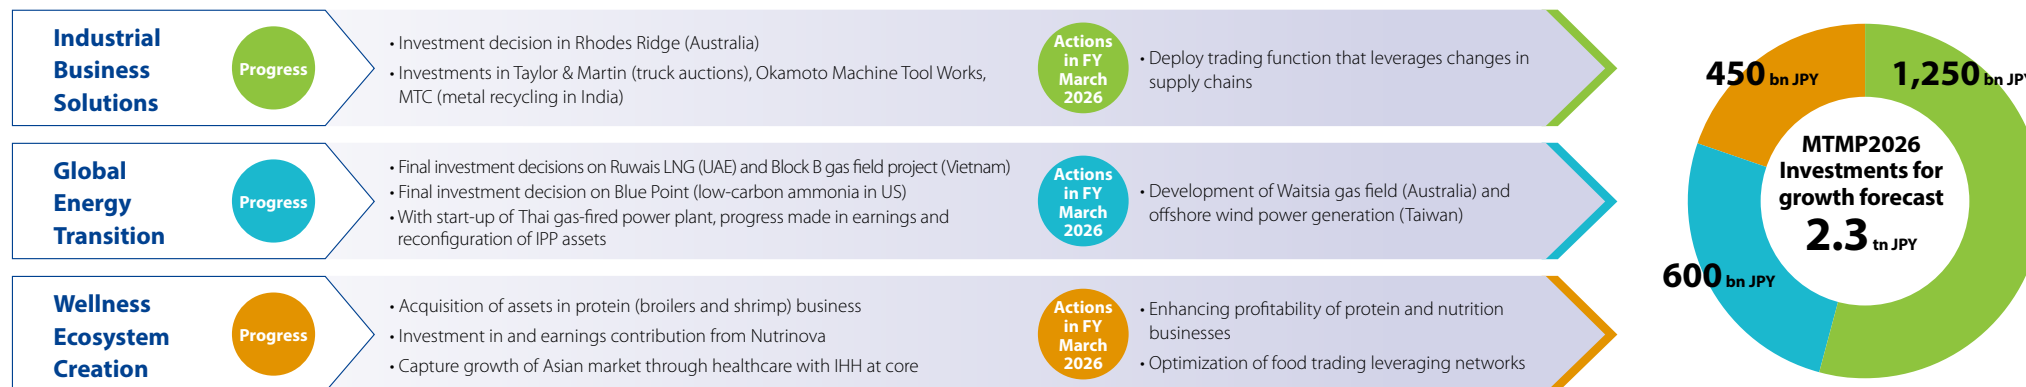 Industrial
Business
Solutions
Progress
• Investment decision in Rhodes Ridge (Australia)
• Investments in Taylor & Martin (truck auctions), Okamoto Machine Tool Works,
MTC (metal recycling in India)
Actions
in FY
March
2026
• Deploy trading function that leverages changes in
supply chains
Global
Energy
Transition
Progress
• Final investment decisions on Ruwais LNG (UAE) and Block B gas field project (Vietnam)
• Final investment decision on Blue Point (low-carbon ammonia in US)
• With start-up of Thai gas-fired power plant, progress made in earnings and
reconfiguration of IPP assets
Actions
in FY
March
2026
• Development of Waitsia gas field (Australia) and
offshore wind power generation (Taiwan)
Wellness
Ecosystem
Creation
Progress
• Acquisition of assets in protein (broilers and shrimp) business
• Investment in and earnings contribution from Nutrinova
• Capture growth of Asian market through healthcare with IHH at core
Actions
in FY
March
2026
• Enhancing profitability of protein and nutrition
businesses
• Optimization of food trading leveraging networks
450 bn JPY
1,250 bn JPY
MTMP2026
Investments for
growth forecast
2.3 tn JPY
600 bn JPY